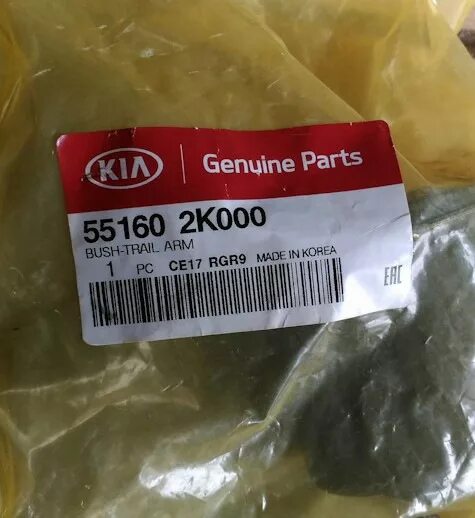 KIA Genuine Parts
55160 2K000
BUSH-TRAIL ARM
1 PC CE17 RGR9 MADE IN KOREA
EAC